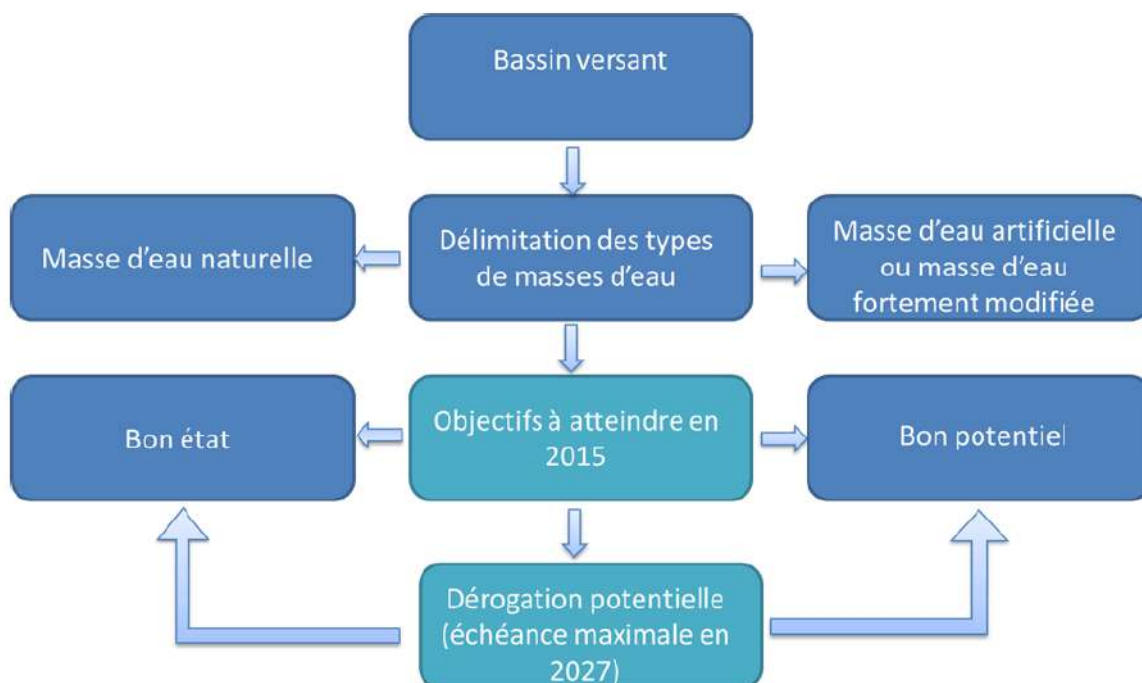 Bassin versant
Masse d'eau naturelle
Délimitation des types
de masses d'eau
Masse d'eau artificielle
ou masse d'eau
fortement modifiée
Bon état
Objectifs à atteindre en
2015
Bon potentiel
Dérogation potentielle
(échéance maximale en
2027)